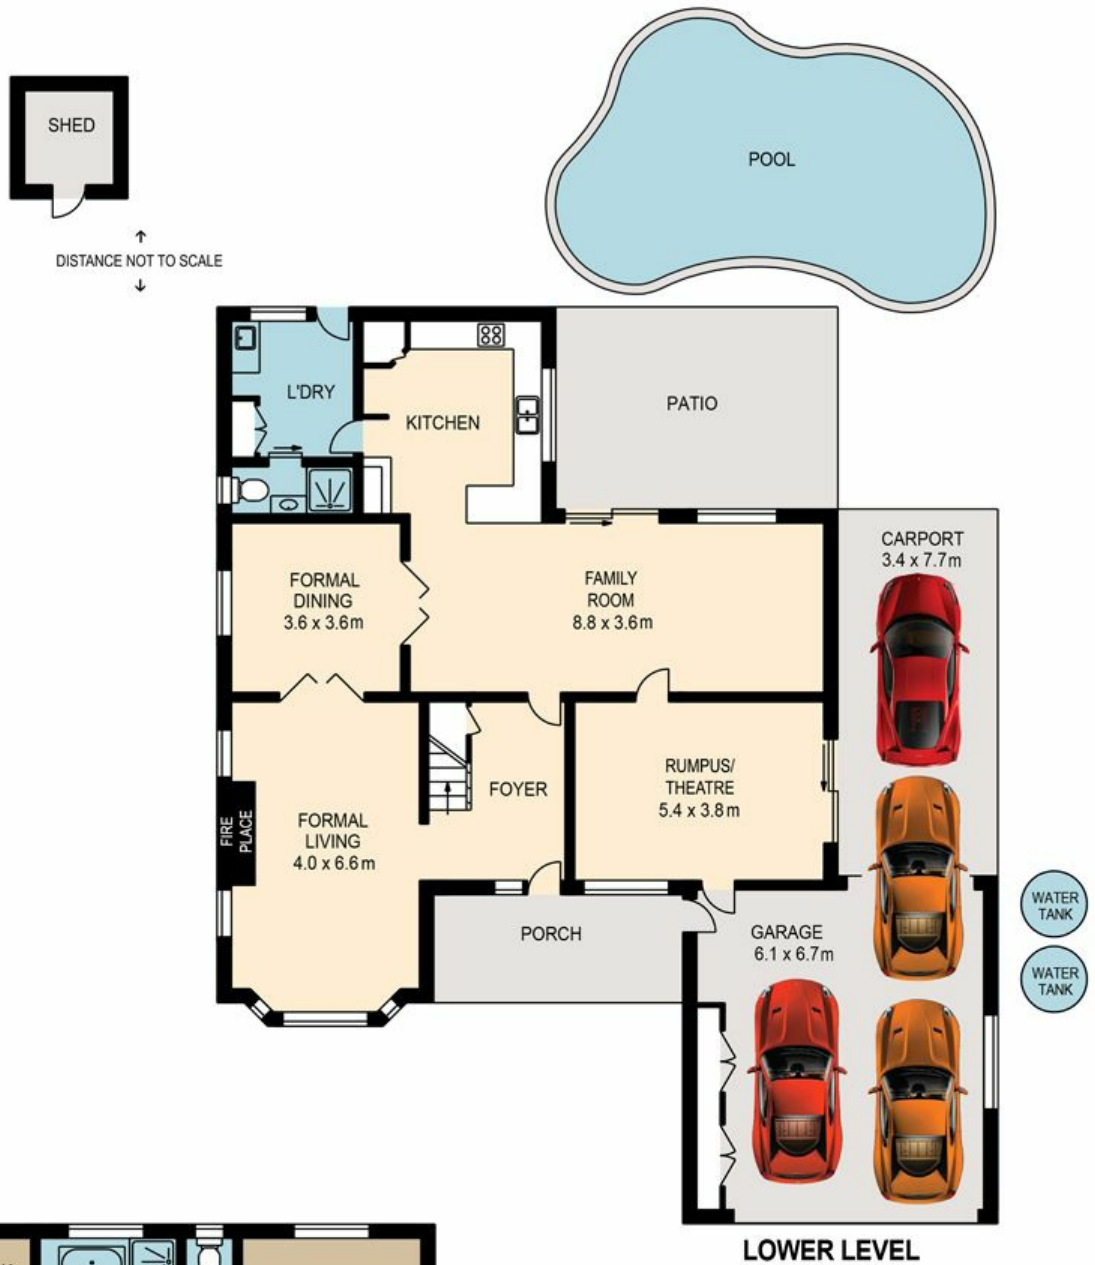 SHED
POOL
DISTANCE NOT TO SCALE
L'DRY
KITCHEN
PATIO
CARPORT
3.4 x 7.7m
FORMAL
DINING
3.6 x 3.6m
FAMILY
ROOM
8.8 x 3.6m
FIRE
PLACE
FORMAL
LIVING
4.0 x 6.6m
FOYER
RUMPUS/
THEATRE
5.4 x 3.8m
WATER
TANK
PORCH
GARAGE
6.1 x 6.7m
WATER
TANK
LOWER LEVEL